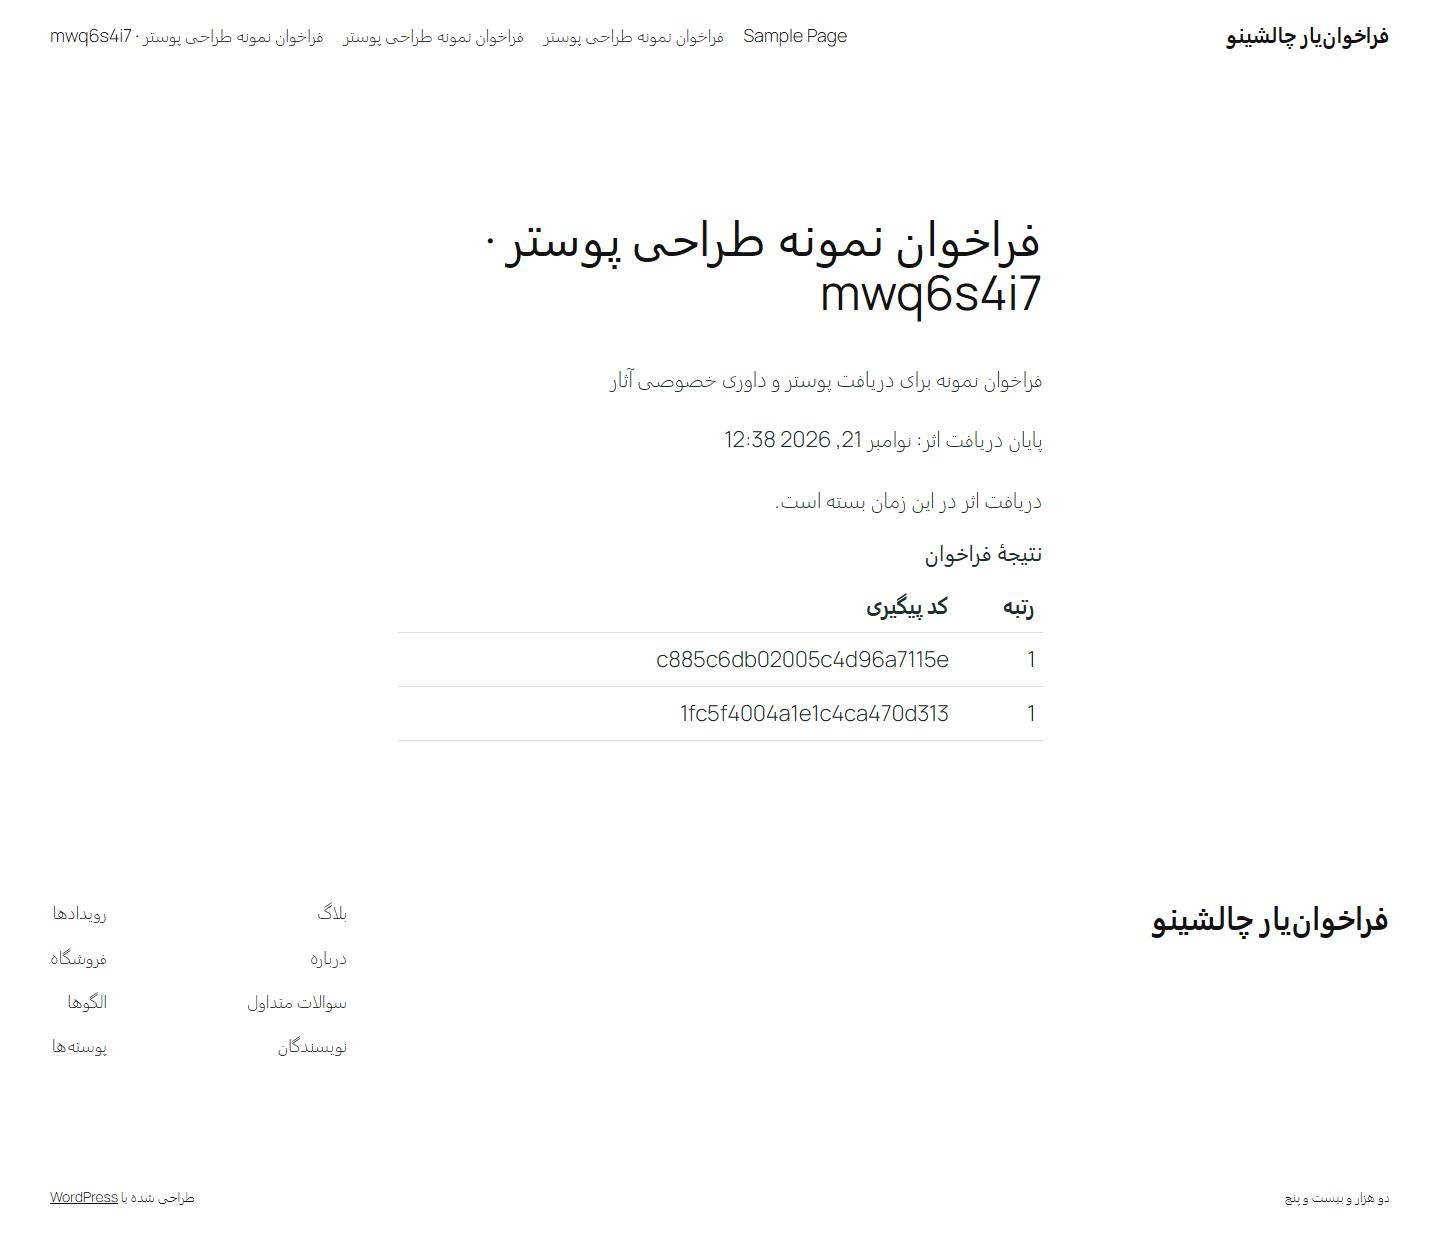 فراخوان‌یار چالشینو
Sample Page
فراخوان نمونه طراحی پوستر
فراخوان نمونه طراحی پوستر
فراخوان نمونه طراحی پوستر · mwq6s4i7
فراخوان نمونه طراحی پوستر ·
mwq6s4i7
فراخوان نمونه برای دریافت پوستر و داوری خصوصی آثار
پایان دریافت اثر: نوامبر 21, 2026 12:38
دریافت اثر در این زمان بسته است.
نتیجهٔ فراخوان
رتبه کد پیگیری
1 c885c6db02005c4d96a7115e
1 1fc5f4004a1e1c4ca470d313
فراخوان‌یار چالشینو
بلاگ
درباره
سوالات متداول
نویسندگان
رویدادها
فروشگاه
الگوها
پوسته‌ها
دو هزار و بیست و پنج
طراحی شده با WordPress